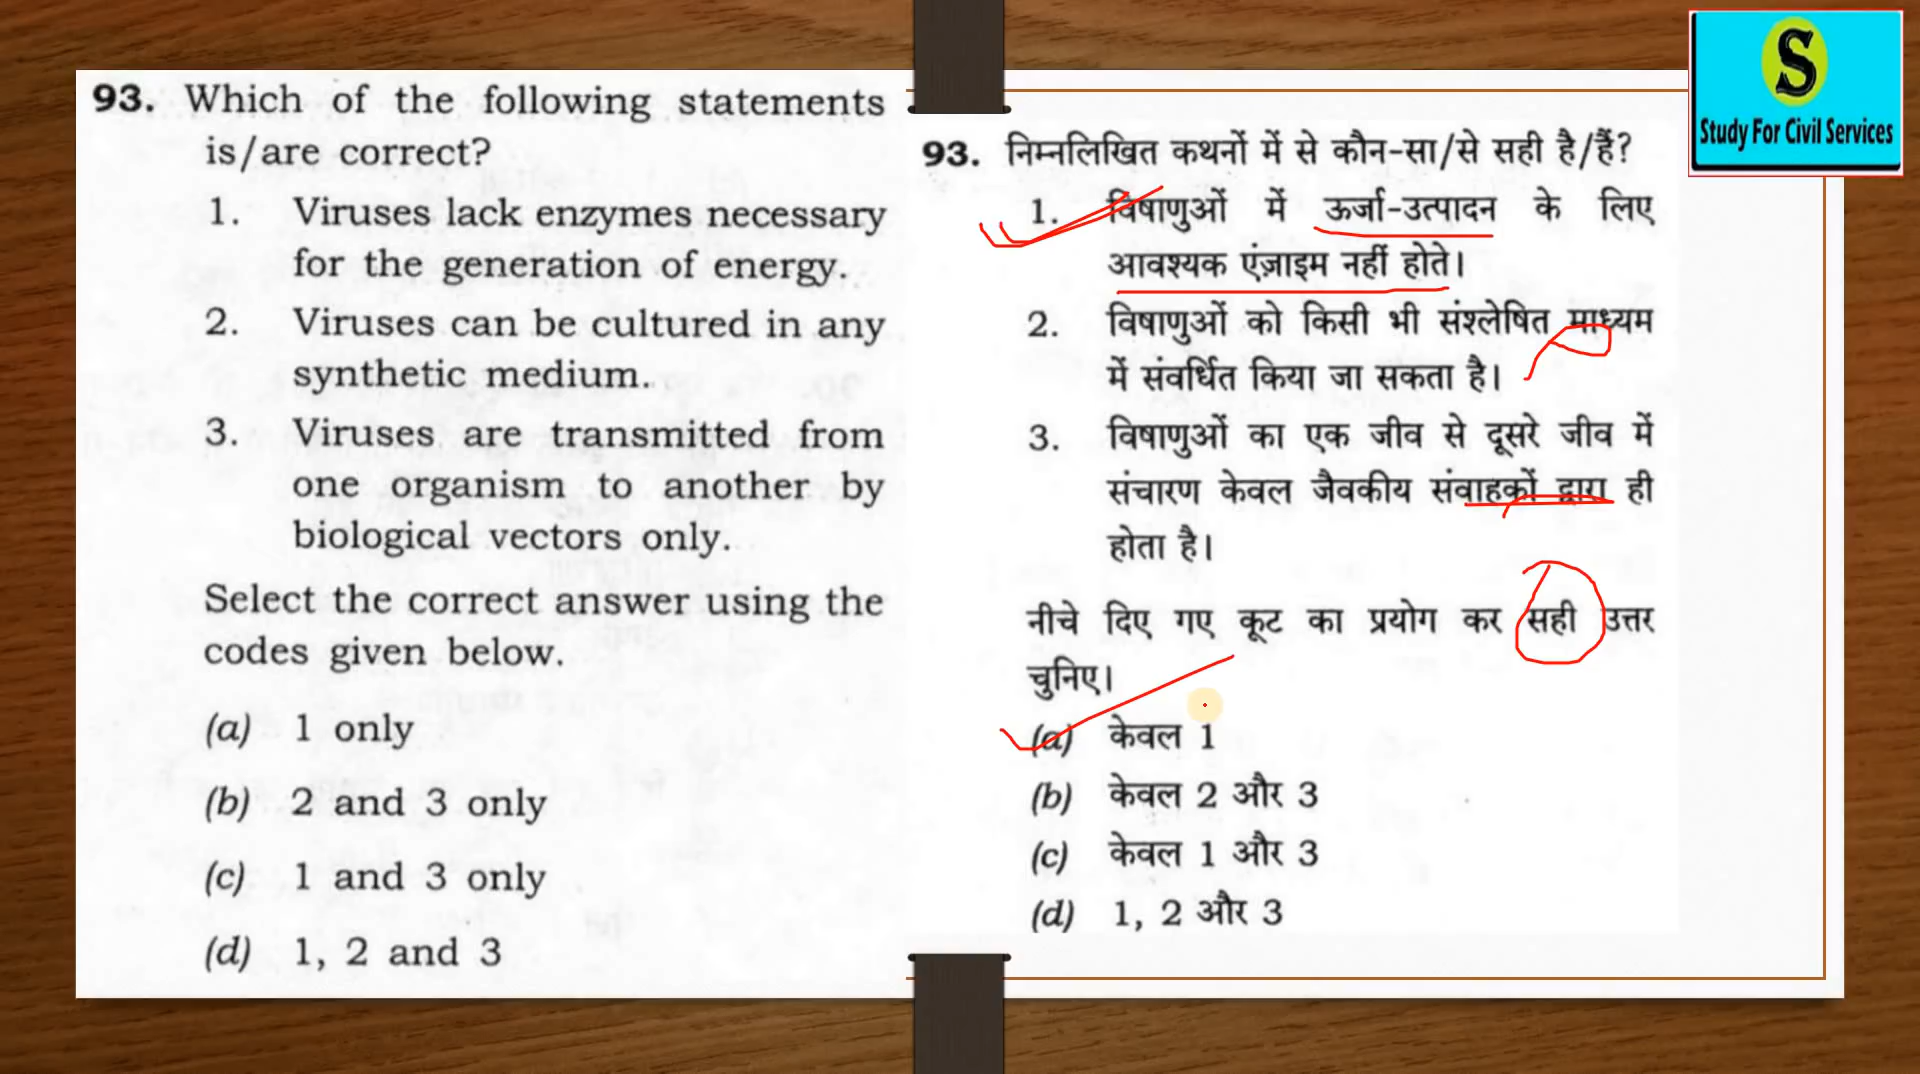 93. Which of the following statements
is/are correct?
1. Viruses lack enzymes necessary
for the generation of energy.
2. Viruses can be cultured in any
synthetic medium.
3. Viruses are transmitted from
one organism to another by
biological vectors only.
Select the correct answer using the
codes given below.
(a) 1 only
(b) 2 and 3 only
(c) 1 and 3 only
(d) 1, 2 and 3
93. निम्नलिखित कथनों में से कौन-सा/से सही है/हैं?
1. विषाणुओं में ऊर्जा-उत्पादन के लिए
आवश्यक एंज़ाइम नहीं होते।
2. विषाणुओं को किसी भी संश्लेषित माध्यम
में संवर्धित किया जा सकता है।
3. विषाणुओं का एक जीव से दूसरे जीव में
संचारण केवल जैवकीय संवाहकों द्वारा ही
होता है।
नीचे दिए गए कूट का प्रयोग कर सही उत्तर
चुनिए।
(a) केवल 1
(b) केवल 2 और 3
(c) केवल 1 और 3
(d) 1, 2 और 3
S
Study For Civil Services